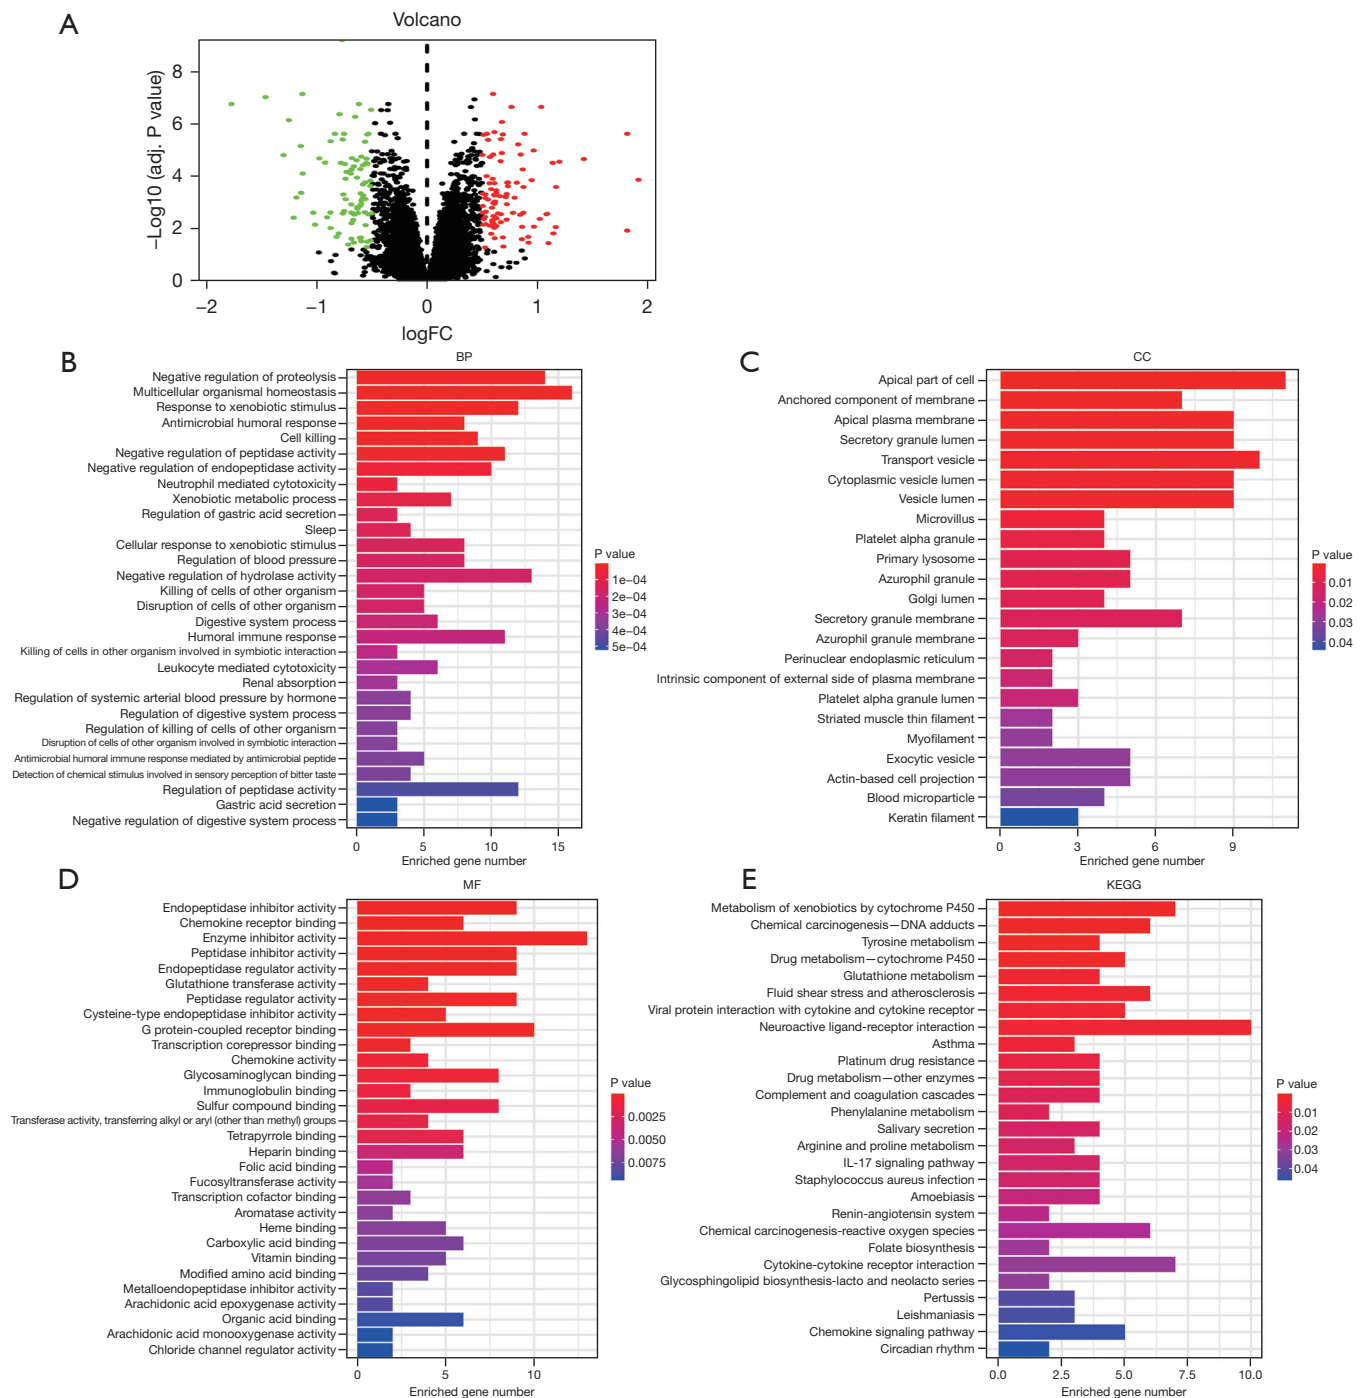 A
Volcano
−Log10 (adj. P value)
8
6
4
2
0
−2
−1
0
1
2
logFC
B
BP
Negative regulation of proteolysis
Multicellular organismal homeostasis
Response to xenobiotic stimulus
Antimicrobial humoral response
Cell killing
Negative regulation of peptidase activity
Negative regulation of endopeptidase activity
Neutrophil mediated cytotoxicity
Xenobiotic metabolic process
Regulation of gastric acid secretion
Sleep
Cellular response to xenobiotic stimulus
Regulation of blood pressure
Negative regulation of hydrolase activity
Killing of cells of other organism
Disruption of cells of other organism
Digestive system process
Humoral immune response
Killing of cells in other organism involved in symbiotic interaction
Leukocyte mediated cytotoxicity
Renal absorption
Regulation of systemic arterial blood pressure by hormone
Regulation of digestive system process
Regulation of killing of cells of other organism
Disruption of cells of other organism involved in symbiotic interaction
Antimicrobial humoral immune response mediated by antimicrobial peptide
Detection of chemical stimulus involved in sensory perception of bitter taste
Regulation of peptidase activity
Gastric acid secretion
Negative regulation of digestive system process
0
5
10
15
Enriched gene number
P value
1e−04
2e−04
3e−04
4e−04
5e−04
C
CC
Apical part of cell
Anchored component of membrane
Apical plasma membrane
Secretory granule lumen
Transport vesicle
Cytoplasmic vesicle lumen
Vesicle lumen
Microvillus
Platelet alpha granule
Primary lysosome
Azurophil granule
Golgi lumen
Secretory granule membrane
Azurophil granule membrane
Perinuclear endoplasmic reticulum
Intrinsic component of external side of plasma membrane
Platelet alpha granule lumen
Striated muscle thin filament
Myofilament
Exocytic vesicle
Actin-based cell projection
Blood microparticle
Keratin filament
0
3
6
9
Enriched gene number
P value
0.01
0.02
0.03
0.04
D
MF
Endopeptidase inhibitor activity
Chemokine receptor binding
Enzyme inhibitor activity
Peptidase inhibitor activity
Endopeptidase regulator activity
Glutathione transferase activity
Peptidase regulator activity
Cysteine-type endopeptidase inhibitor activity
G protein-coupled receptor binding
Transcription corepressor binding
Chemokine activity
Glycosaminoglycan binding
Immunoglobulin binding
Sulfur compound binding
Transferase activity, transferring alkyl or aryl (other than methyl) groups
Tetrapyrrole binding
Heparin binding
Folic acid binding
Fucosyltransferase activity
Transcription cofactor binding
Aromatase activity
Heme binding
Carboxylic acid binding
Vitamin binding
Modified amino acid binding
Metalloendopeptidase inhibitor activity
Arachidonic acid epoxygenase activity
Organic acid binding
Arachidonic acid monooxygenase activity
Chloride channel regulator activity
0
5
10
Enriched gene number
P value
0.0025
0.0050
0.0075
E
KEGG
Metabolism of xenobiotics by cytochrome P450
Chemical carcinogenesis—DNA adducts
Tyrosine metabolism
Drug metabolism—cytochrome P450
Glutathione metabolism
Fluid shear stress and atherosclerosis
Viral protein interaction with cytokine and cytokine receptor
Neuroactive ligand-receptor interaction
Asthma
Platinum drug resistance
Drug metabolism—other enzymes
Complement and coagulation cascades
Phenylalanine metabolism
Salivary secretion
Arginine and proline metabolism
IL-17 signaling pathway
Staphylococcus aureus infection
Amoebiasis
Renin-angiotensin system
Chemical carcinogenesis-reactive oxygen species
Folate biosynthesis
Cytokine-cytokine receptor interaction
Glycosphingolipid biosynthesis-lacto and neolacto series
Pertussis
Leishmaniasis
Chemokine signaling pathway
Circadian rhythm
0.0
2.5
5.0
7.5
10.0
Enriched gene number
P value
0.01
0.02
0.03
0.04